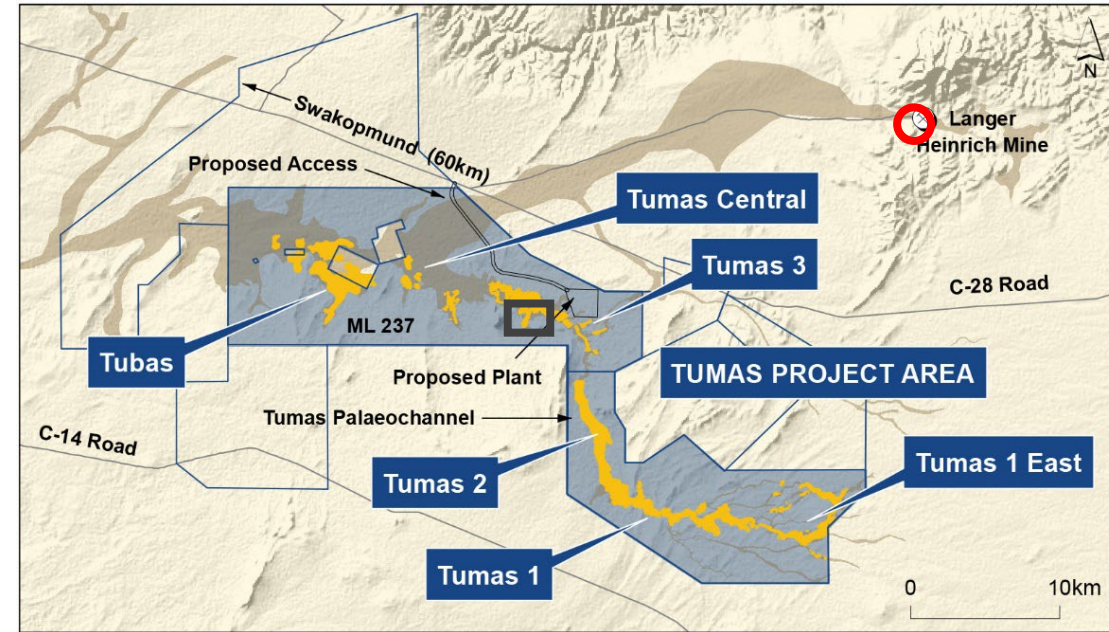 N
Langer
Heinrich Mine
Swakopmund (60km)
Proposed Access
Tumas Central
Tumas 3
C-28 Road
ML 237
Tubas
Proposed Plant
TUMAS PROJECT AREA
Tumas Palaeochannel
C-14 Road
Tumas 2
Tumas 1 East
Tumas 1
0 10km